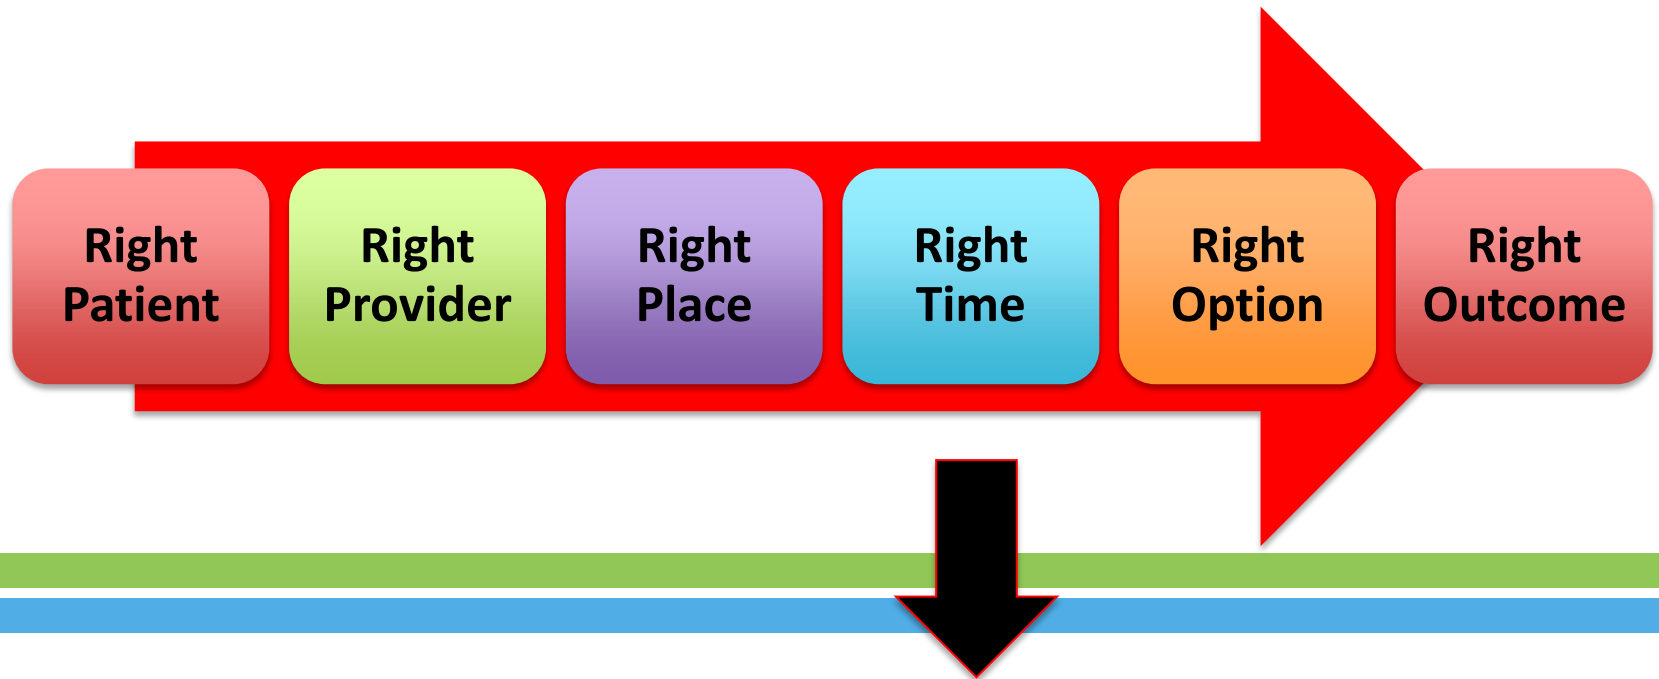 Right
Patient
Right
Provider
Right
Place
Right
Time
Right
Option
Right
Outcome